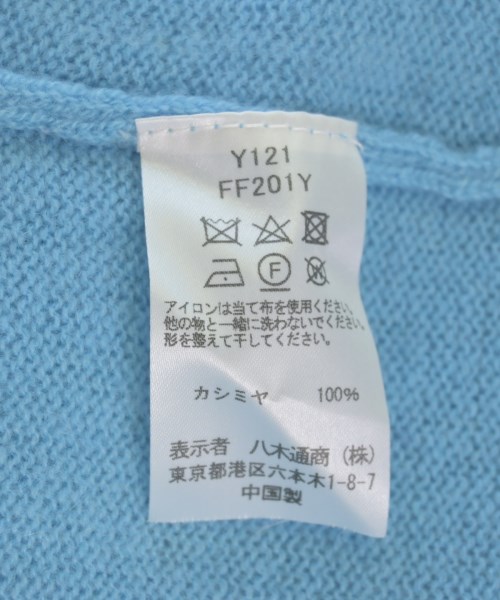 Y121
FF201Y
F
アイロンは当て布を使用ください。
他の物と一緒に洗わないでください。
形を整えて干してください。
カシミヤ 100%
表示者 八木通商(株)
東京都港区六本木1-8-7
中国製